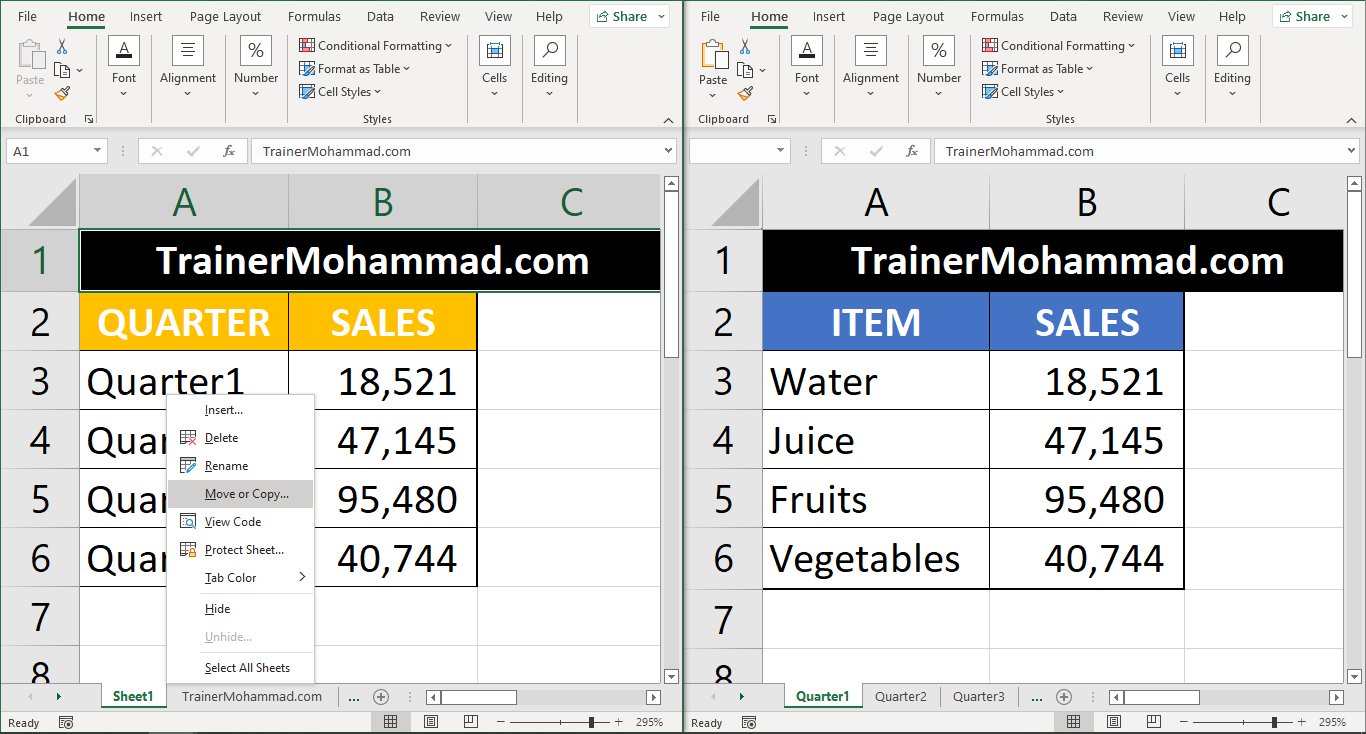 File Home Insert Page Layout Formulas Data Review View Help Share
Paste
Clipboard
Font
Alignment
%
Number
Conditional Formatting
Format as Table
Cell Styles
Styles
Cells
Editing
A1 fx TrainerMohammad.com
A B C
1 TrainerMohammad.com
2 QUARTER SALES
3 Quarter1 18,521
4 Quar 47,145
5 Quar 95,480
6 Quar 40,744
7
8
Insert...
Delete
Rename
Move or Copy...
View Code
Protect Sheet...
Tab Color
Hide
Unhide...
Select All Sheets
Sheet1 TrainerMohammad.com ...
Ready 295%
File Home Insert Page Layout Formulas Data Review View Help Share
Paste
Clipboard
Font
Alignment
%
Number
Conditional Formatting
Format as Table
Cell Styles
Styles
Cells
Editing
fx TrainerMohammad.com
A B C
1 TrainerMohammad.com
2 ITEM SALES
3 Water 18,521
4 Juice 47,145
5 Fruits 95,480
6 Vegetables 40,744
7
8
Quarter1 Quarter2 Quarter3 ...
Ready 295%